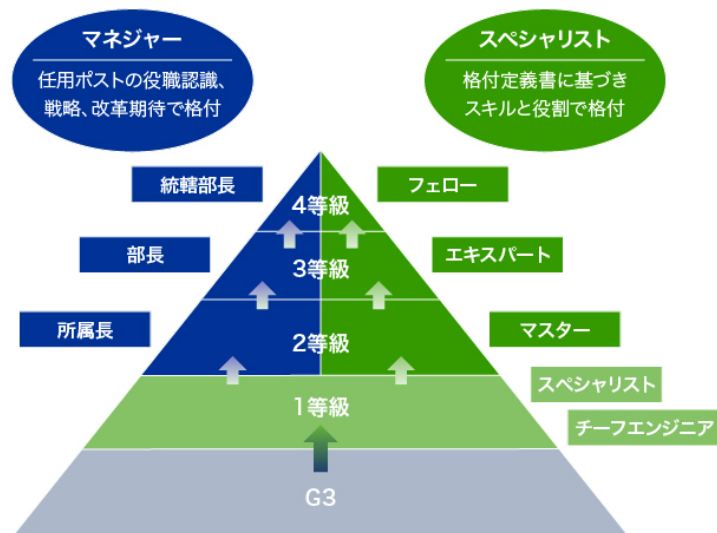 マネジャー
任用ポストの役職認識、
戦略、改革期待で格付
スペシャリスト
格付定義書に基づき
スキルと役割で格付
統轄部長
4等級
フェロー
部長
3等級
エキスパート
所属長
2等級
マスター
スペシャリスト
1等級
チーフエンジニア
G3